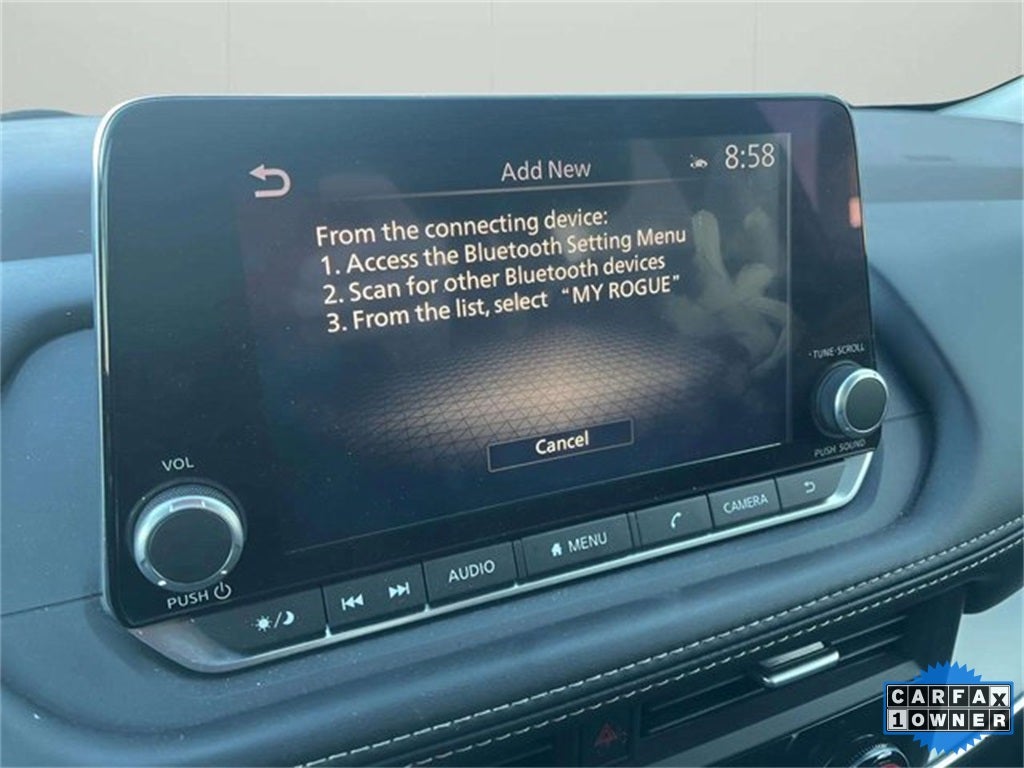 Add New
8:58
From the connecting device:
1. Access the Bluetooth Setting Menu
2. Scan for other Bluetooth devices
3. From the list, select “MY ROGUE”
Cancel
TUNE·SCROLL
PUSH SOUND
VOL
PUSH
AUDIO
MENU
CAMERA
CARFAX
1 OWNER